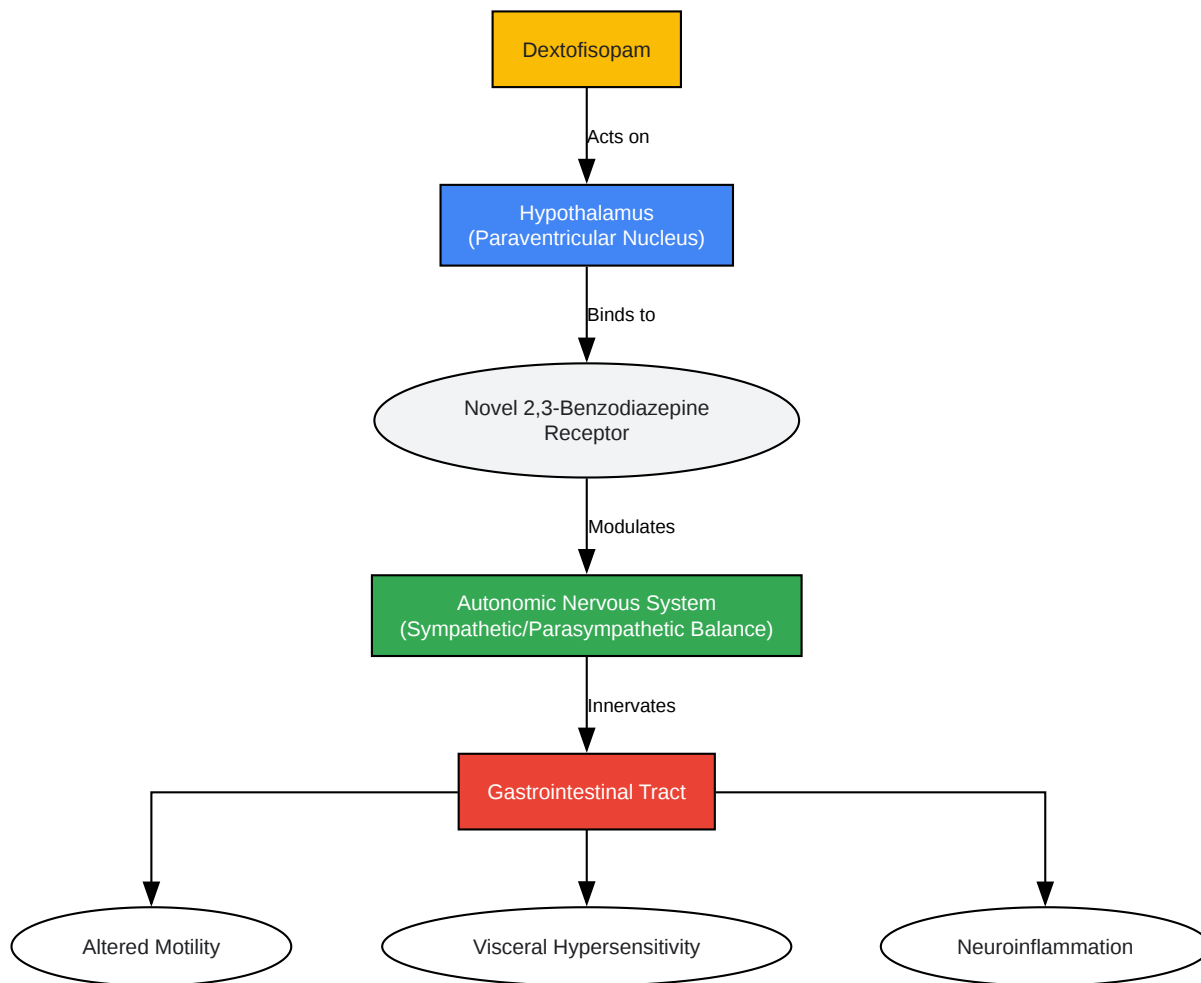 Dextofisopam
Acts on
Hypothalamus
(Paraventricular Nucleus)
Binds to
Novel 2,3-Benzodiazepine
Receptor
Modulates
Autonomic Nervous System
(Sympathetic/Parasympathetic Balance)
Innervates
Gastrointestinal Tract
Altered Motility
Visceral Hypersensitivity
Neuroinflammation